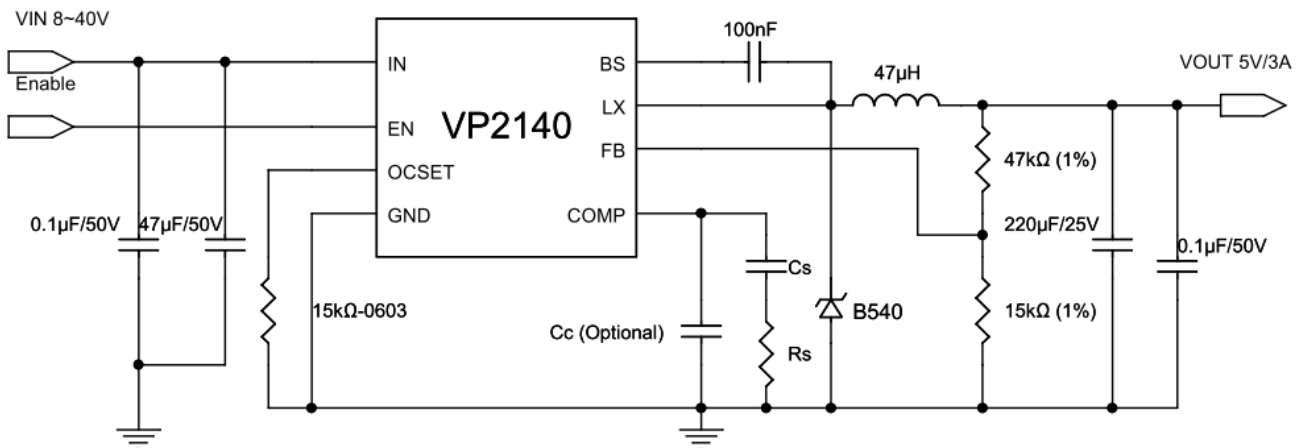 VIN 8~40V
Enable
IN
EN
OCSET
GND
VP2140
BS
LX
FB
COMP
100nF
47µH
VOUT 5V/3A
47kΩ (1%)
0.1µF/50V
47µF/50V
220µF/25V
0.1µF/50V
Cs
15kΩ-0603
B540
15kΩ (1%)
Cc (Optional)
Rs